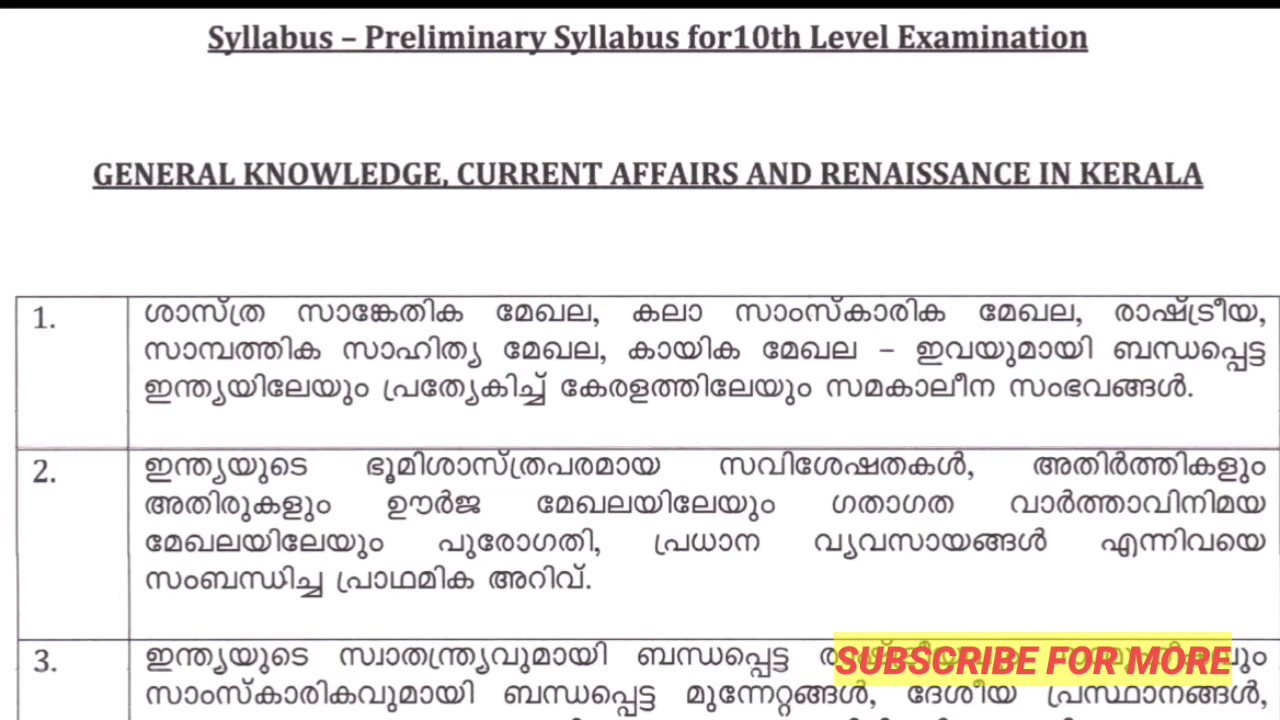 Syllabus – Preliminary Syllabus for10th Level Examination
GENERAL KNOWLEDGE, CURRENT AFFAIRS AND RENAISSANCE IN KERALA
1.
ശാസ്ത്ര സാങ്കേതിക മേഖല, കലാ സാംസ്കാരിക മേഖല, രാഷ്ട്രീയ,
സാമ്പത്തിക സാഹിത്യ മേഖല, കായിക മേഖല – ഇവയുമായി ബന്ധപ്പെട്ട
ഇന്ത്യയിലേയും പ്രത്യേകിച്ച് കേരളത്തിലേയും സമകാലീന സംഭവങ്ങൾ.
2.
ഇന്ത്യയുടെ ഭൂമിശാസ്ത്രപരമായ സവിശേഷതകൾ, അതിർത്തികളും
അതിരുകളും ഊർജ മേഖലയിലേയും ഗതാഗത വാർത്താവിനിമയ
മേഖലയിലേയും പുരോഗതി, പ്രധാന വ്യവസായങ്ങൾ എന്നിവയെ
സംബന്ധിച്ച പ്രാഥമിക അറിവ്.
3.
ഇന്ത്യയുടെ സ്വാതന്ത്ര്യവുമായി ബന്ധപ്പെട്ട
SUBSCRIBE FOR MORE
സാംസ്കാരികവുമായി ബന്ധപ്പെട്ട മുന്നേറ്റങ്ങൾ, ദേശീയ പ്രസ്ഥാനങ്ങൾ,